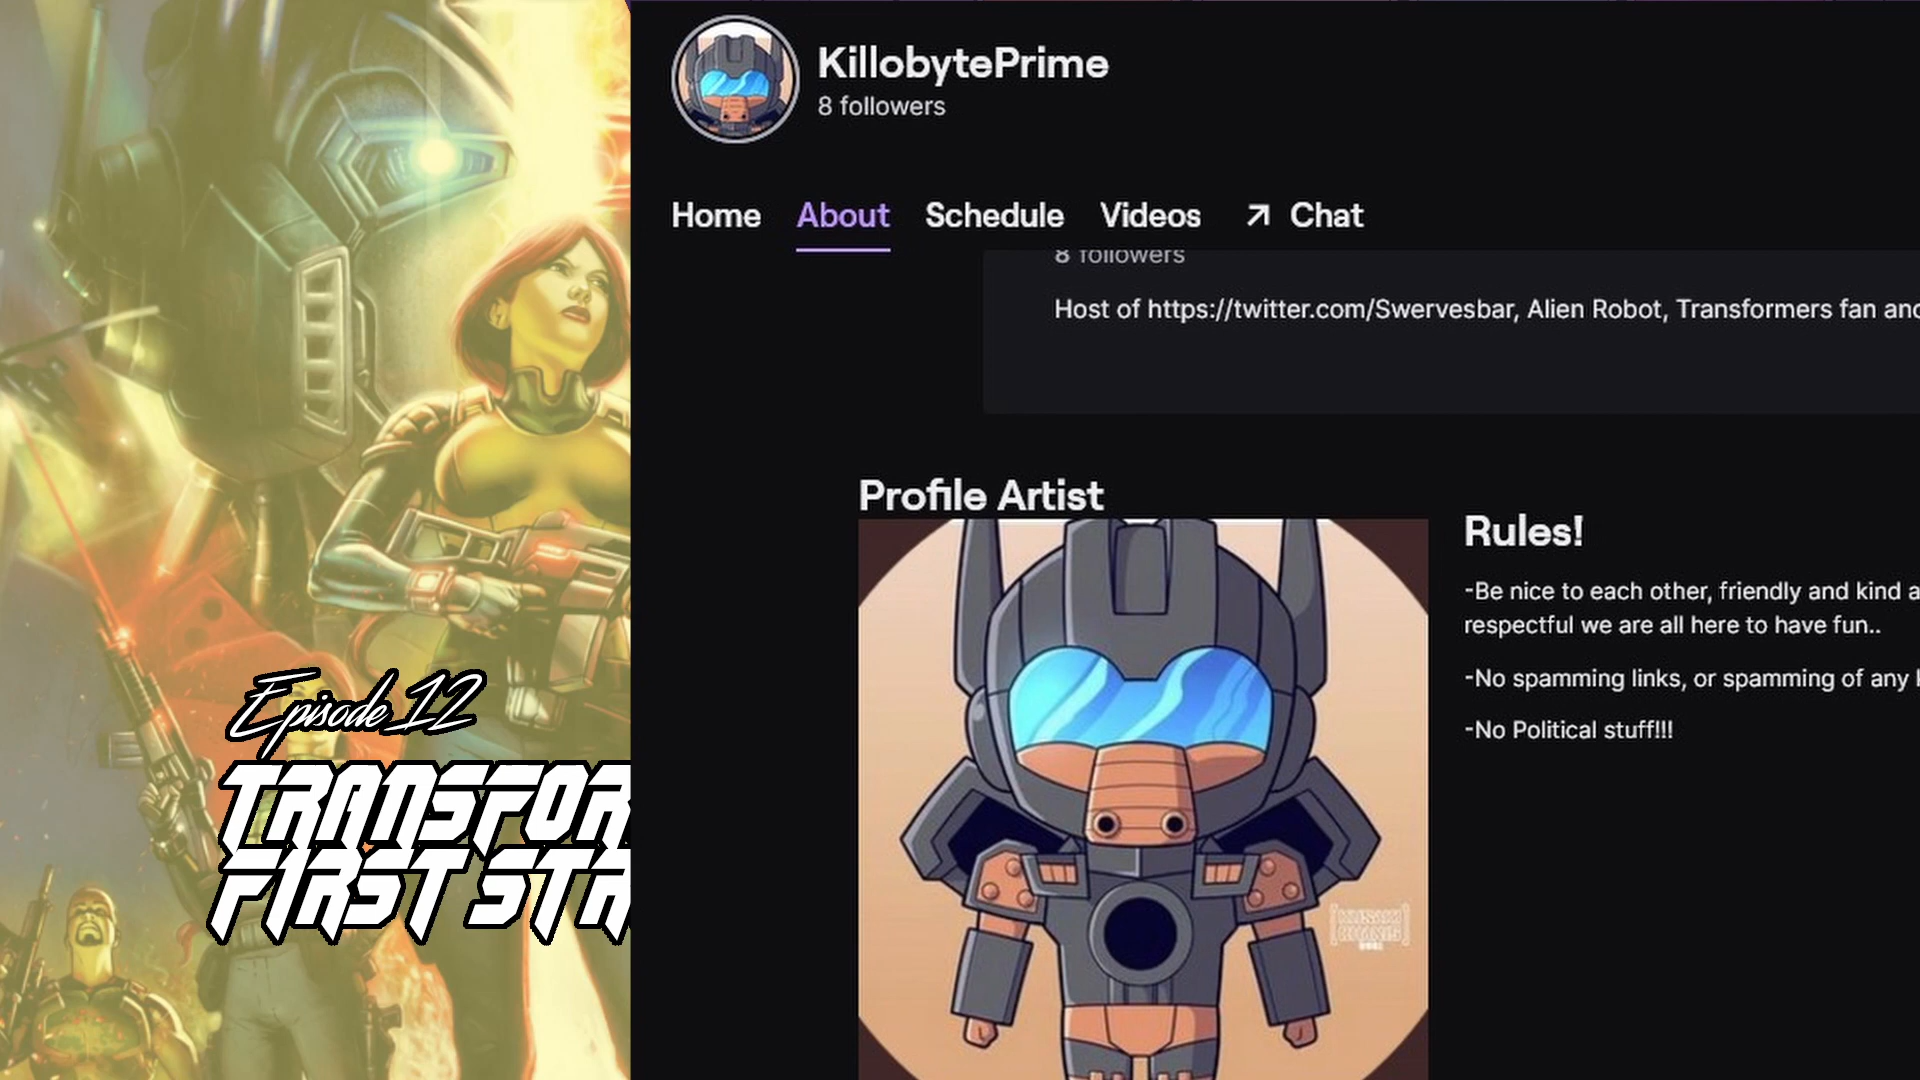 KillobytePrime
8 followers
Home About Schedule Videos Chat
8 followers
Host of https://twitter.com/Swervesbar, Alien Robot, Transformers fan and
Profile Artist
Rules!
-Be nice to each other, friendly and kind a
respectful we are all here to have fun..
-No spamming links, or spamming of any
-No Political stuff!!!
Episode 12
TRANSFOR
FIRST STR